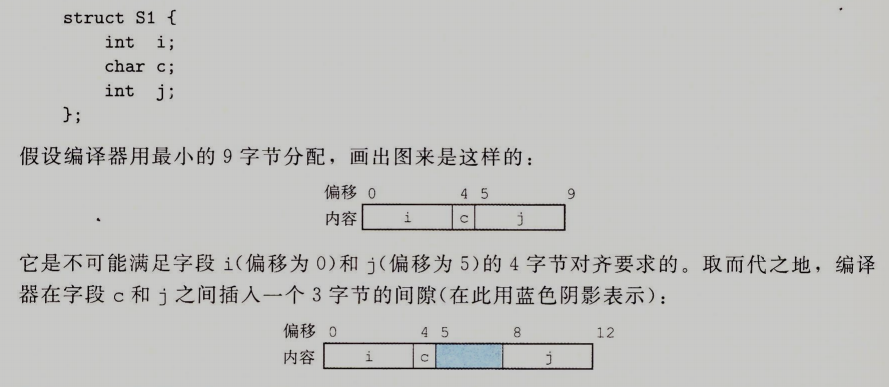 struct S1 {
int i;
char c;
int j;
};
假设编译器用最小的 9 字节分配，画出图来是这样的：
偏移 0 4 5 9
内容 i c j
它是不可能满足字段 i(偏移为 0)和 j(偏移为 5)的 4 字节对齐要求的。取而代之地，编译
器在字段 c 和 j 之间插入一个 3 字节的间隙(在此用蓝色阴影表示)：
偏移 0 4 5 8 12
内容 i c j